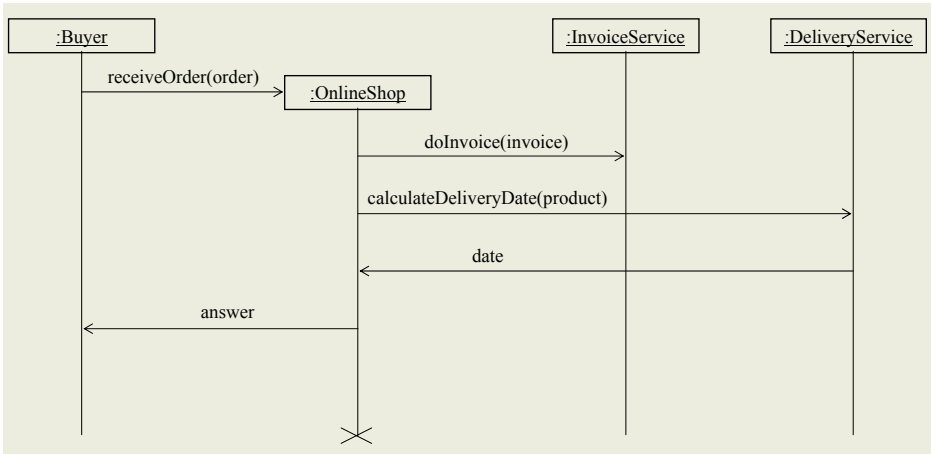 :Buyer
:InvoiceService
:DeliveryService
receiveOrder(order)
:OnlineShop
doInvoice(invoice)
calculateDeliveryDate(product)
date
answer